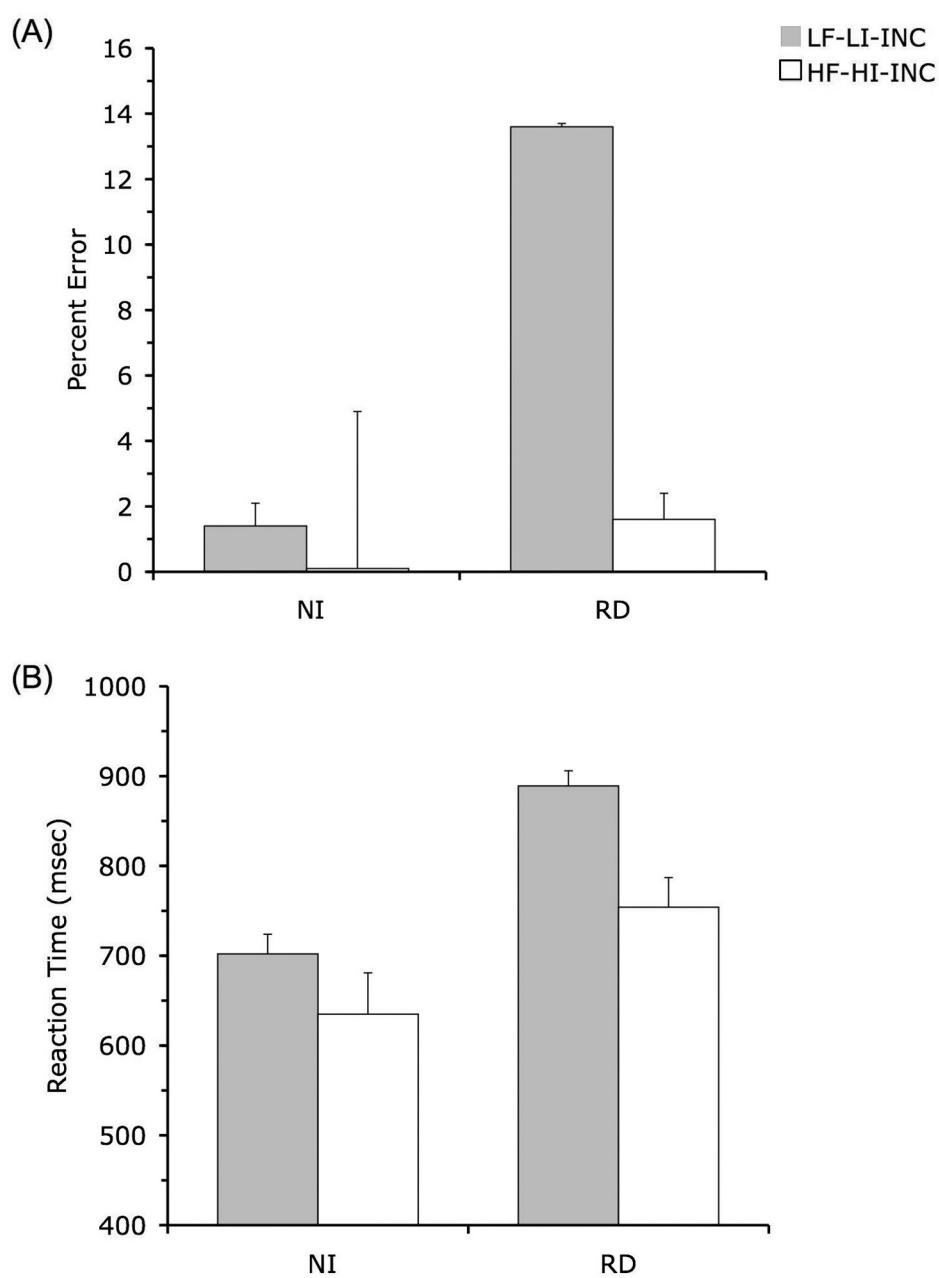 (A)
LF-LI-INC
HF-HI-INC
16
14
12
10
8
6
4
2
0
Percent Error
NI RD
(B)
1000
900
800
700
600
500
400
Reaction Time (msec)
NI RD